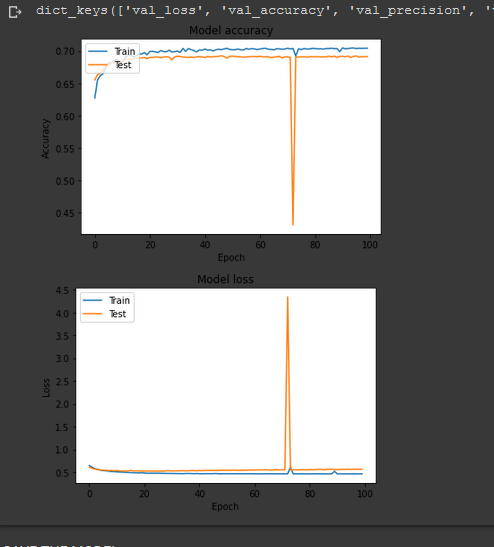 dict_keys(['val_loss', 'val_accuracy', 'val_precision',
Model accuracy
Train
Test
0.70
0.65
0.60
0.55
0.50
0.45
Accuracy
0 20 40 60 80 100
Epoch
Model loss
Train
Test
4.5
4.0
3.5
3.0
2.5
2.0
1.5
1.0
0.5
Loss
0 20 40 60 80 100
Epoch